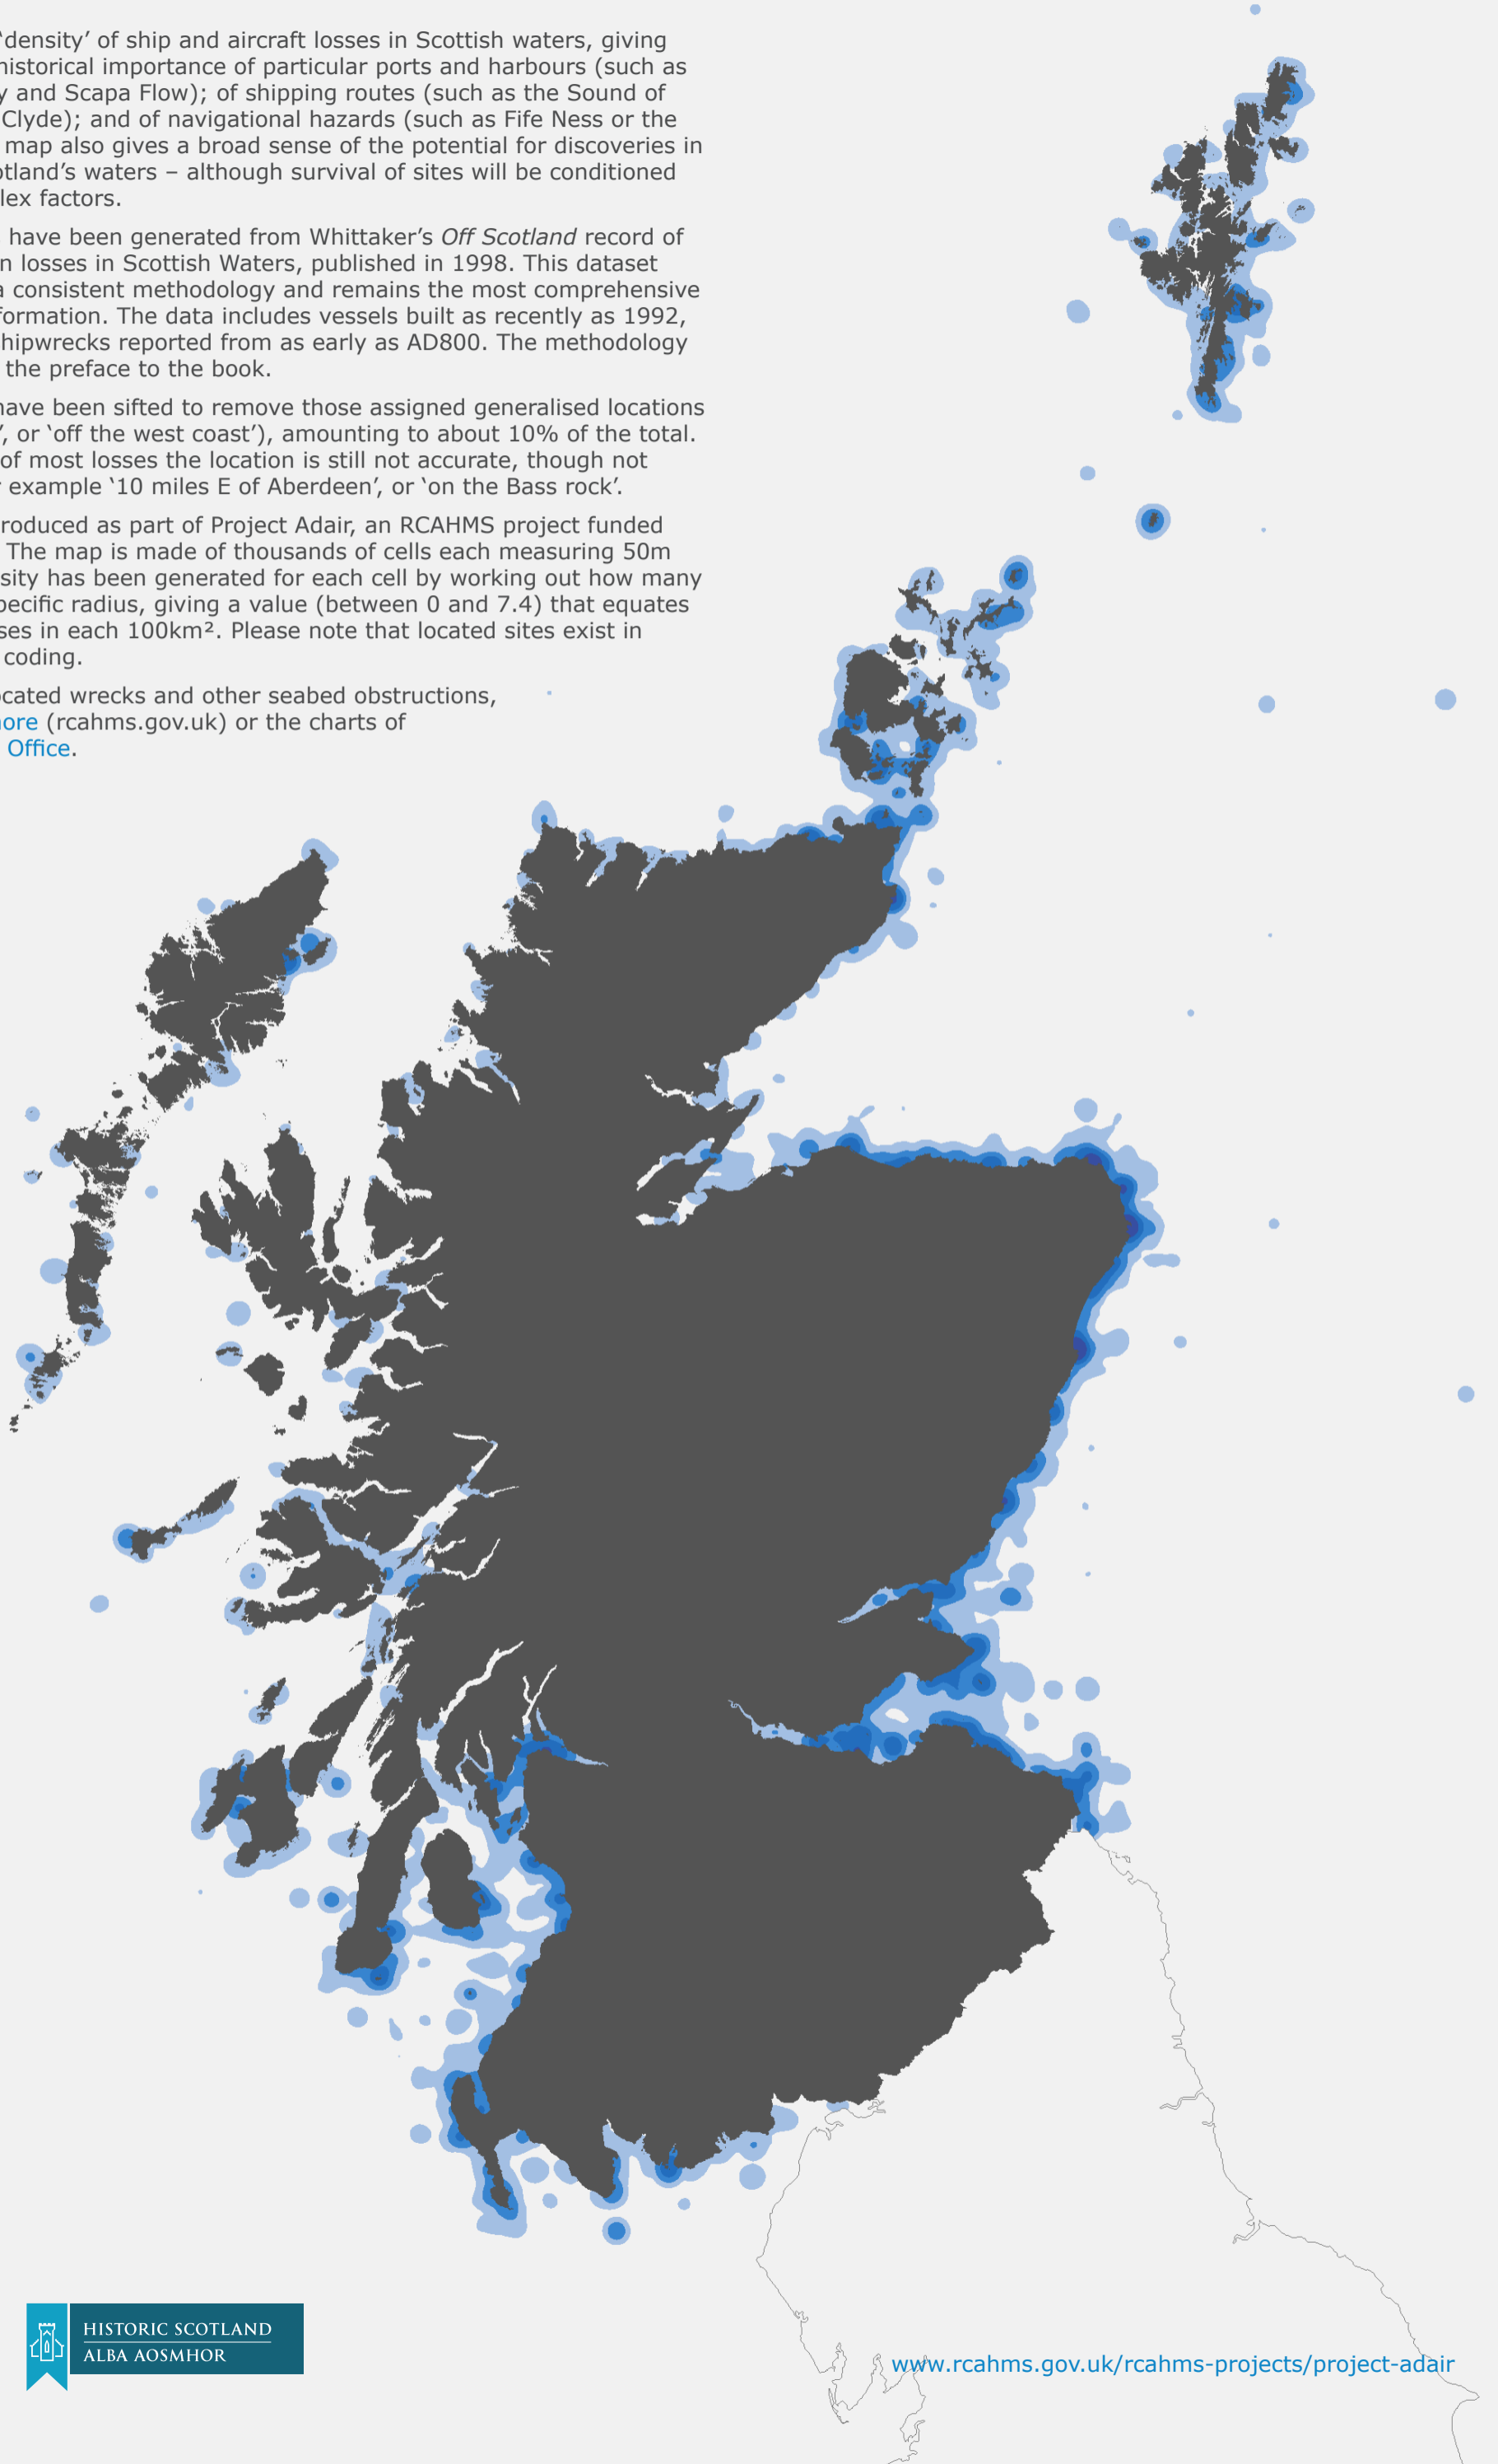 ‘density’ of ship and aircraft losses in Scottish waters, giving
historical importance of particular ports and harbours (such as
y and Scapa Flow); of shipping routes (such as the Sound of
Clyde); and of navigational hazards (such as Fife Ness or the
map also gives a broad sense of the potential for discoveries in
otland’s waters – although survival of sites will be conditioned
lex factors.
have been generated from Whittaker’s Off Scotland record of
n losses in Scottish Waters, published in 1998. This dataset
a consistent methodology and remains the most comprehensive
formation. The data includes vessels built as recently as 1992,
hipwrecks reported from as early as AD800. The methodology
the preface to the book.
have been sifted to remove those assigned generalised locations
’, or ‘off the west coast’), amounting to about 10% of the total.
of most losses the location is still not accurate, though not
r example ‘10 miles E of Aberdeen’, or ‘on the Bass rock’.
roduced as part of Project Adair, an RCAHMS project funded
The map is made of thousands of cells each measuring 50m
sity has been generated for each cell by working out how many
pecific radius, giving a value (between 0 and 7.4) that equates
ses in each 100km². Please note that located sites exist in
coding.
ocated wrecks and other seabed obstructions,
more (rcahms.gov.uk) or the charts of
Office.
HISTORIC SCOTLAND
ALBA AOSMHOR
www.rcahms.gov.uk/rcahms-projects/project-adair